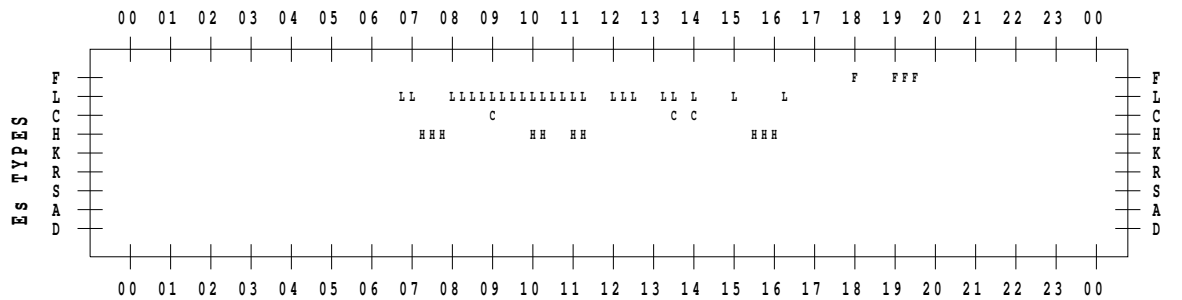 00 01 02 03 04 05 06 07 08 09 10 11 12 13 14 15 16 17 18 19 20 21 22 23 00
Es TYPES
F F FFF F
L LL LLLLLLLLLLLLLL LLL LL L L L L
C C C C C
H HHH HH HH HHH H
K K
R R
S S
A A
D D
00 01 02 03 04 05 06 07 08 09 10 11 12 13 14 15 16 17 18 19 20 21 22 23 00